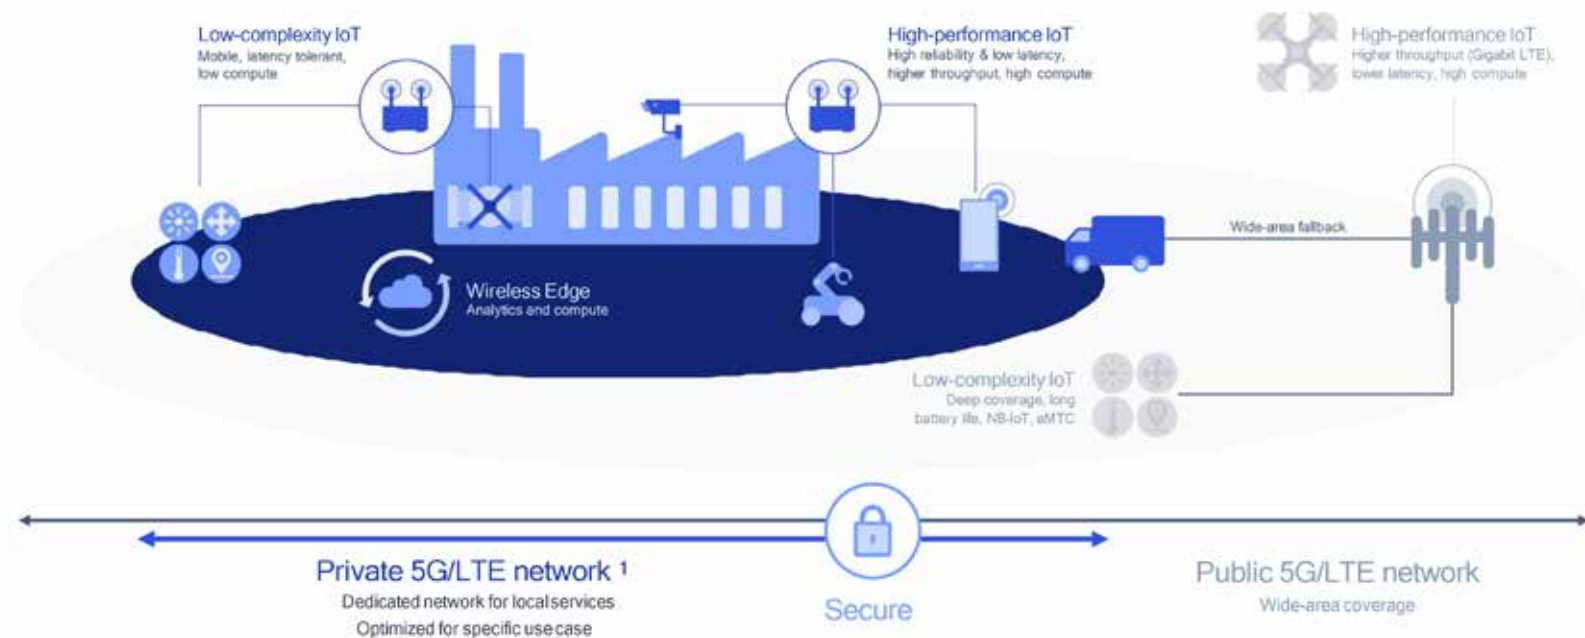 Low-complexity IoT
Mobile, latency tolerant,
low compute
High-performance IoT
High reliability & low latency,
higher throughput, high compute
High-performance IoT
Higher throughput (Gigabit LTE),
lower latency, high compute
Wide-area fallback
Wireless Edge
Analytics and compute
Low-complexity IoT
Deep coverage, long
battery life, NB-IoT, eMTC
Private 5G/LTE network 1
Dedicated network for local services
Optimized for specific use case
Secure
Public 5G/LTE network
Wide-area coverage